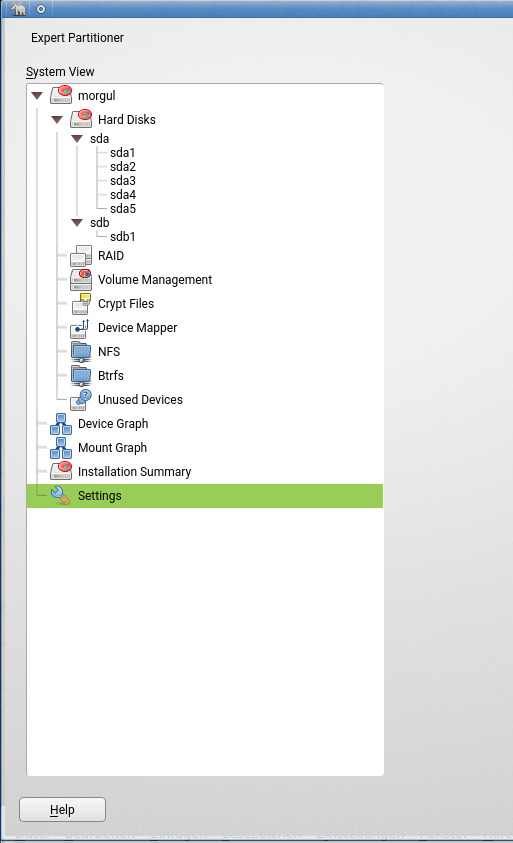 Expert Partitioner
System View
morgul
Hard Disks
sda
sda1
sda2
sda3
sda4
sda5
sdb
sdb1
RAID
Volume Management
Crypt Files
Device Mapper
NFS
Btrfs
Unused Devices
Device Graph
Mount Graph
Installation Summary
Settings
Help